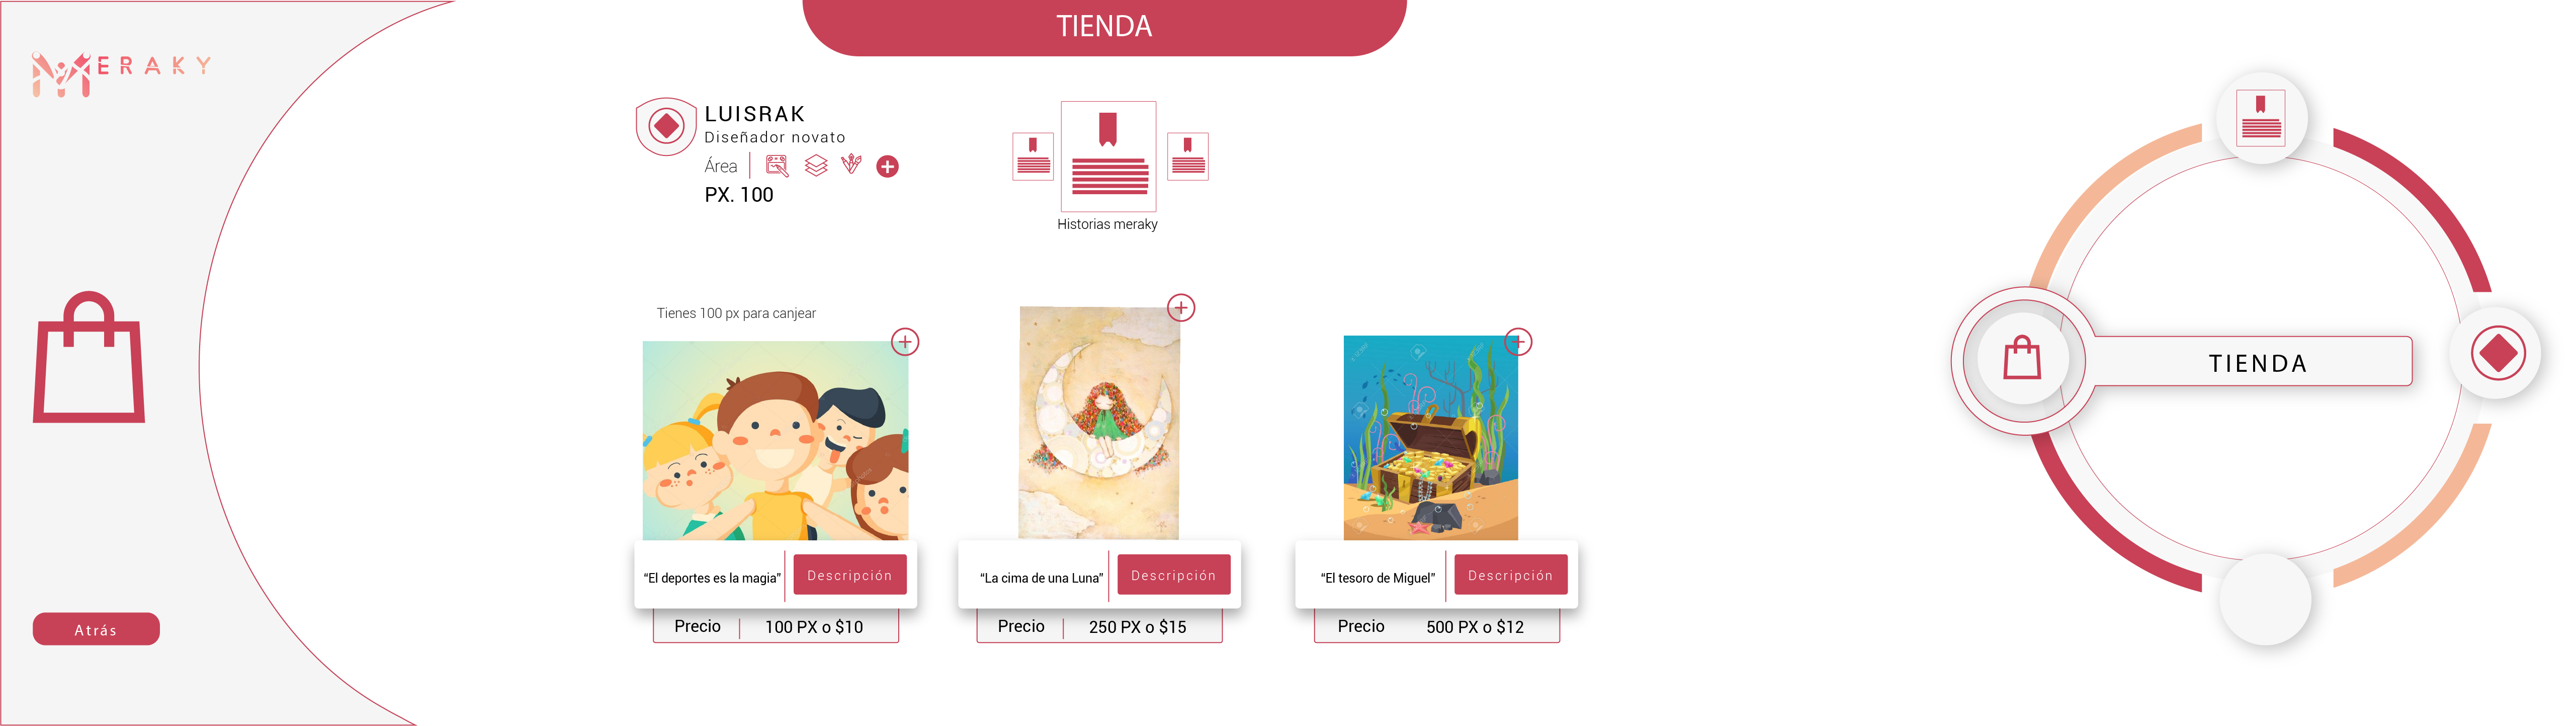 TIENDA
MERAKY
LUISRAK
Diseñador novato
Área
PX. 100
Historias meraky
Tienes 100 px para canjear
“El deportes es la magia”
Descripción
Precio
100 PX o $10
“La cima de una Luna”
Descripción
Precio
250 PX o $15
“El tesoro de Miguel”
Descripción
Precio
500 PX o $12
TIENDA
Atrás